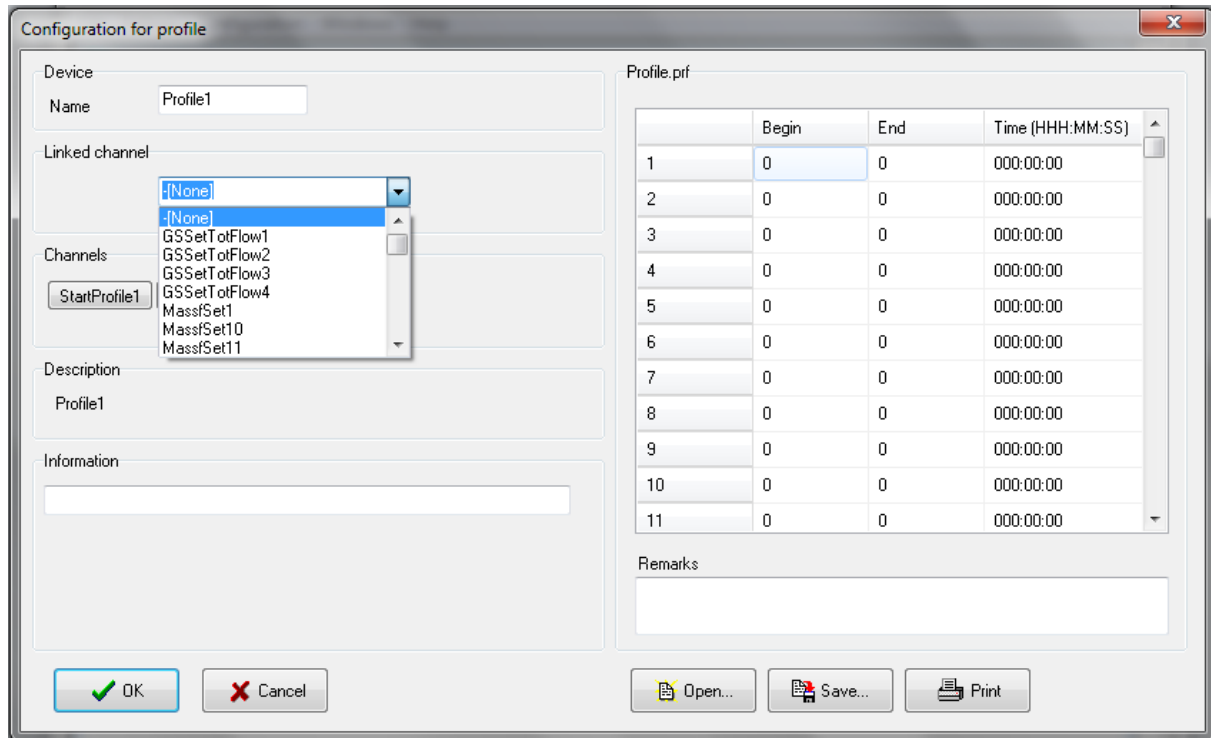 Configuration for profile
Device
Name Profile1
Linked channel
-[None]
-[None]
GSSetTotFlow1
GSSetTotFlow2
GSSetTotFlow3
GSSetTotFlow4
MassfSet1
MassfSet10
MassfSet11
Channels
StartProfile1
Description
Profile1
Information
OK Cancel
Profile.prf
Begin End Time (HHH:MM:SS)
1 0 0 000:00:00
2 0 0 000:00:00
3 0 0 000:00:00
4 0 0 000:00:00
5 0 0 000:00:00
6 0 0 000:00:00
7 0 0 000:00:00
8 0 0 000:00:00
9 0 0 000:00:00
10 0 0 000:00:00
11 0 0 000:00:00
Remarks
Open... Save... Print